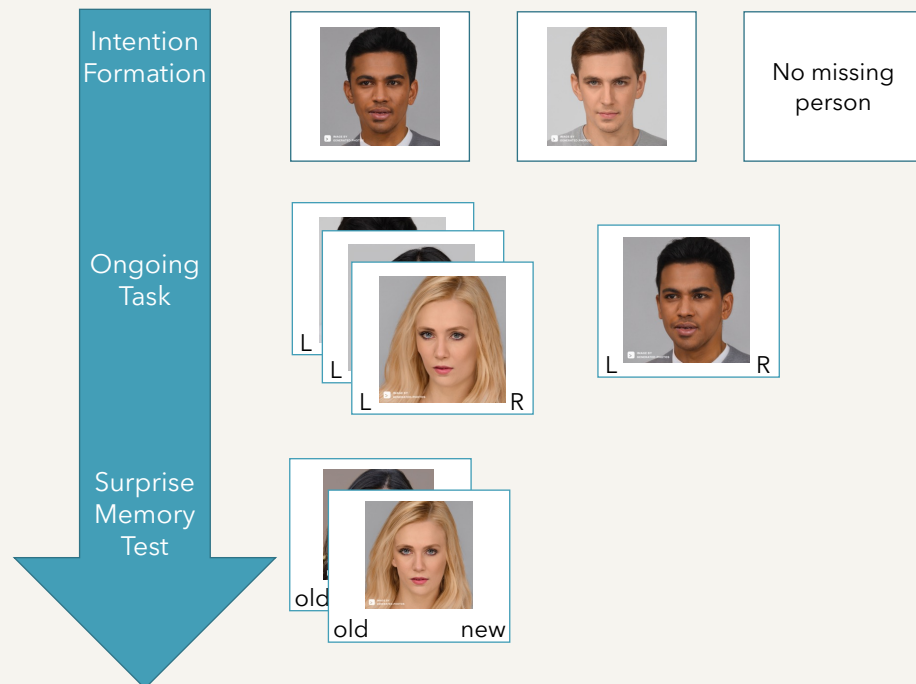 Intention
Formation
No missing
person
Ongoing
Task
L
L
L R
L R
Surprise
Memory
Test
old
old new